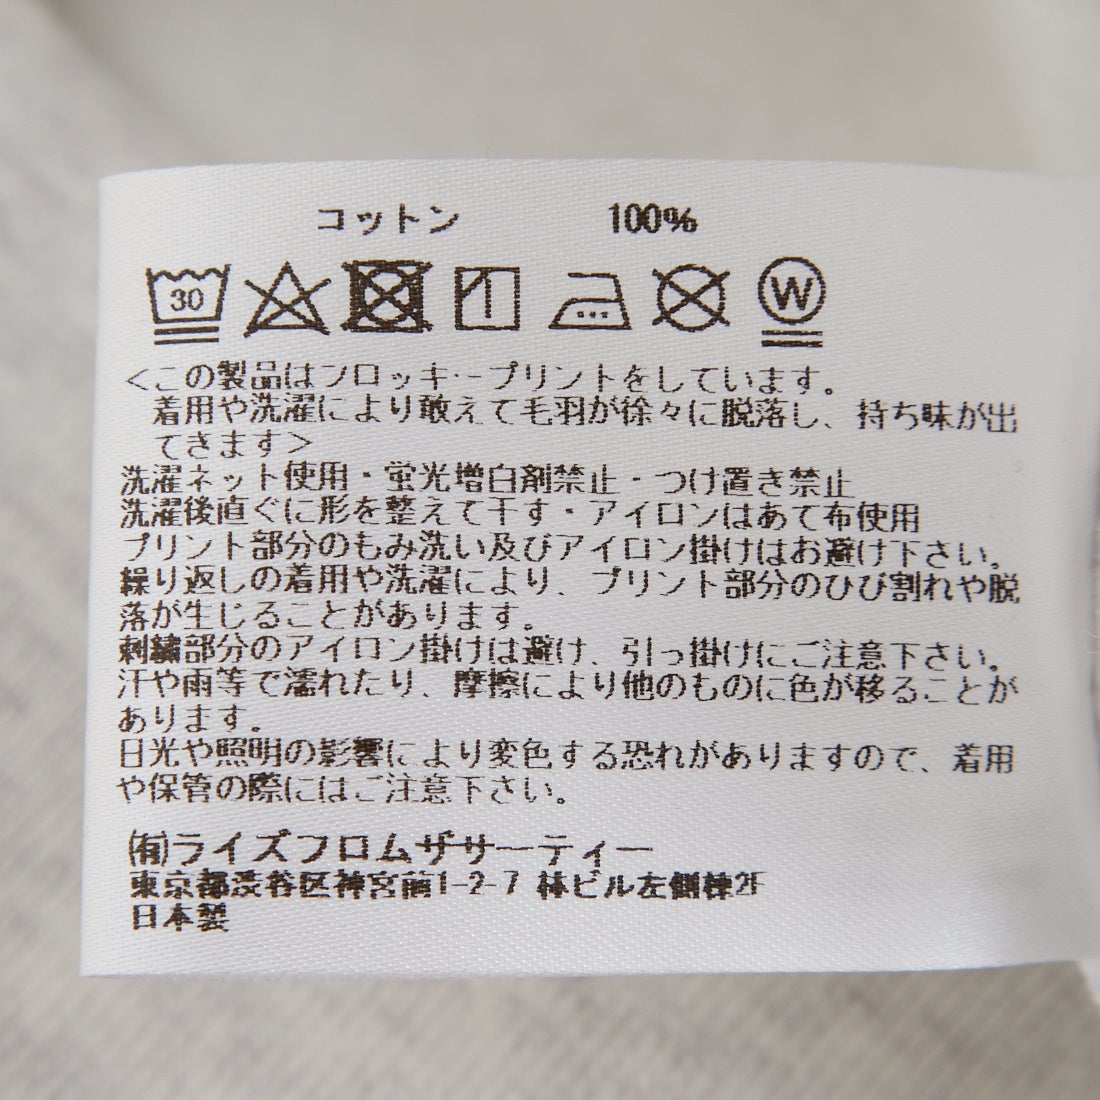 コットン 100%
30 W
<この製品はフロッキープリントをしています。
着用や洗濯により敢えて毛羽が徐々に脱落し、持ち味が出
てきます>
洗濯ネット使用・蛍光増白剤禁止・つけ置き禁止
洗濯後直ぐに形を整えて干す・アイロンはあて布使用
プリント部分のもみ洗い及びアイロン掛けはお避け下さい。
繰り返しの着用や洗濯により、プリント部分のひび割れや脱
落が生じることがあります。
刺繍部分のアイロン掛けは避け、引っ掛けにご注意下さい。
汗や雨等で濡れたり、摩擦により他のものに色が移ることが
あります。
日光や照明の影響により変色する恐れがありますので、着用
や保管の際にはご注意下さい。
㈲ライズフロムザサーティー
東京都渋谷区神宮前1-2-7 林ビル左側棟2F
日本製